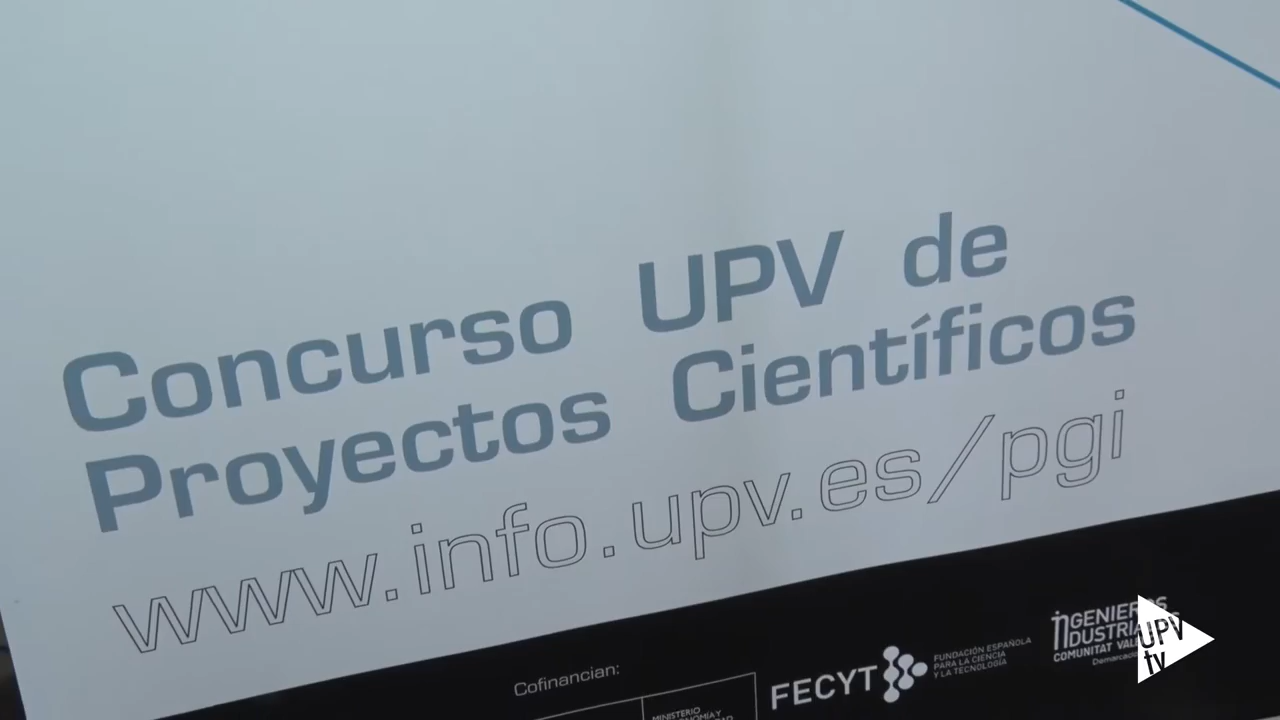 Concurso UPV de
Proyectos Científicos
www.info.upv.es/pgi
Cofinancian:
MINISTERIO
FECYT
FUNDACIÓN ESPAÑOLA
PARA LA CIENCIA
Y LA TECNOLOGÍA
COMUNITAT
UPV
tv